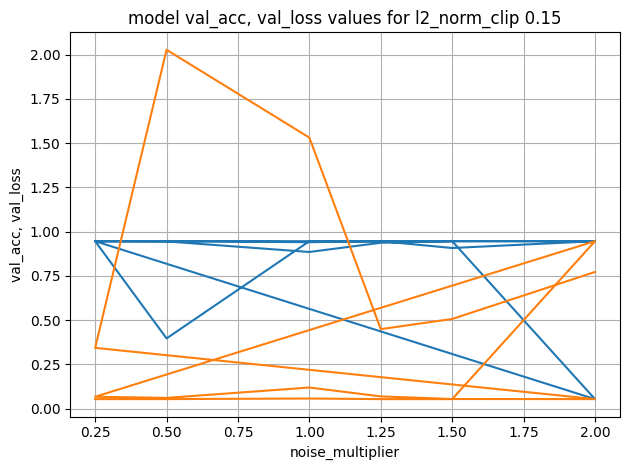 model val_acc, val_loss values for l2_norm_clip 0.15
2.00
1.75
1.50
1.25
1.00
0.75
0.50
0.25
0.00
val_acc, val_loss
0.25 0.50 0.75 1.00 1.25 1.50 1.75 2.00
noise_multiplier